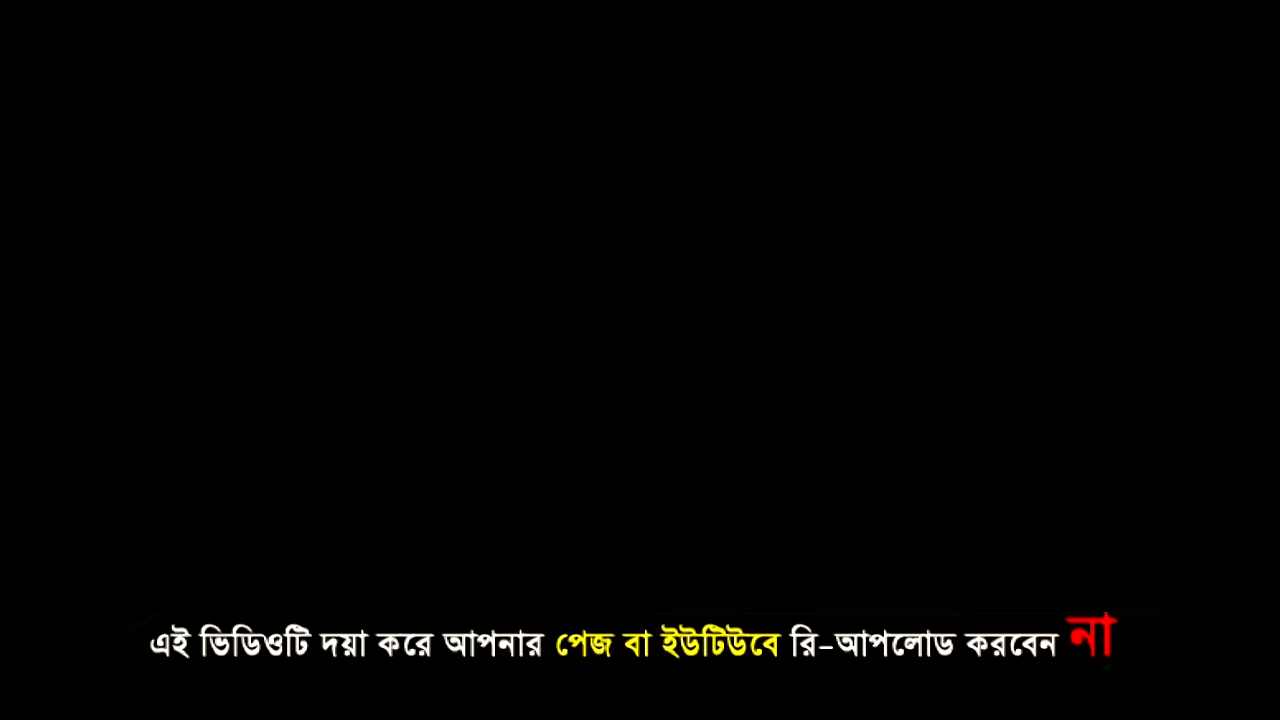 এই ভিডিওটি দয়া করে আপনার পেজ বা ইউটিউবে রি-আপলোড করবেন না